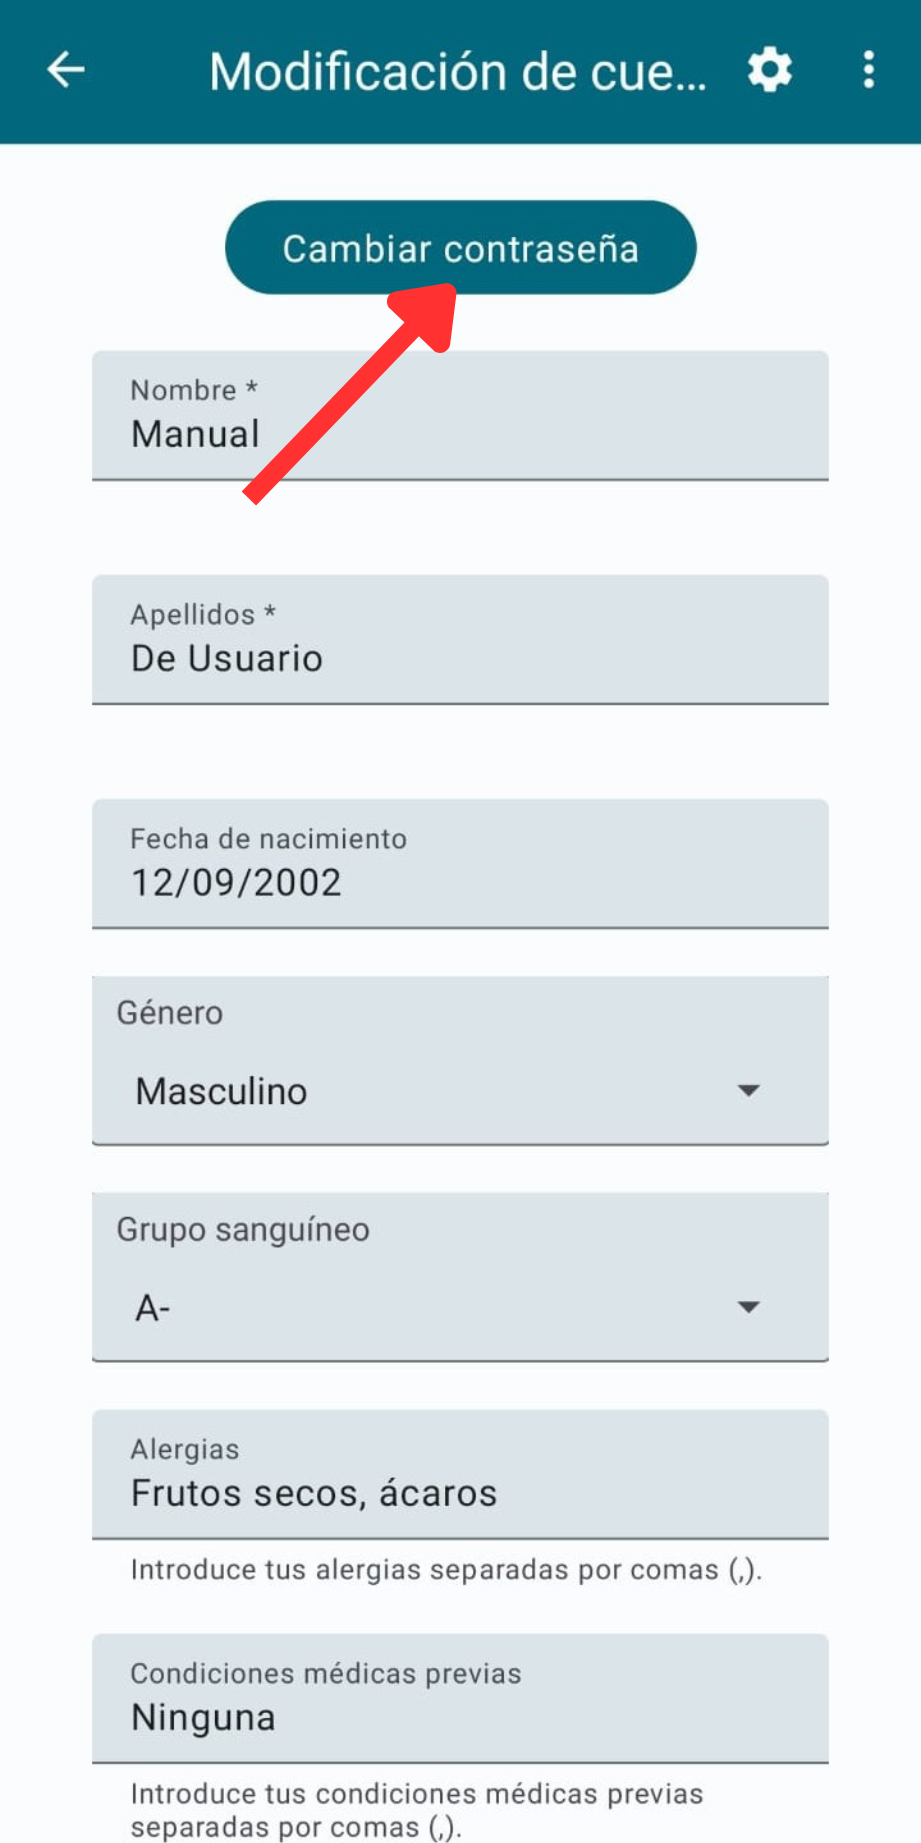 Modificación de cue...
Cambiar contraseña
Nombre *
Manual
Apellidos *
De Usuario
Fecha de nacimiento
12/09/2002
Género
Masculino
Grupo sanguíneo
A-
Alergias
Frutos secos, ácaros
Introduce tus alergias separadas por comas (,).
Condiciones médicas previas
Ninguna
Introduce tus condiciones médicas previas
separadas por comas (,).